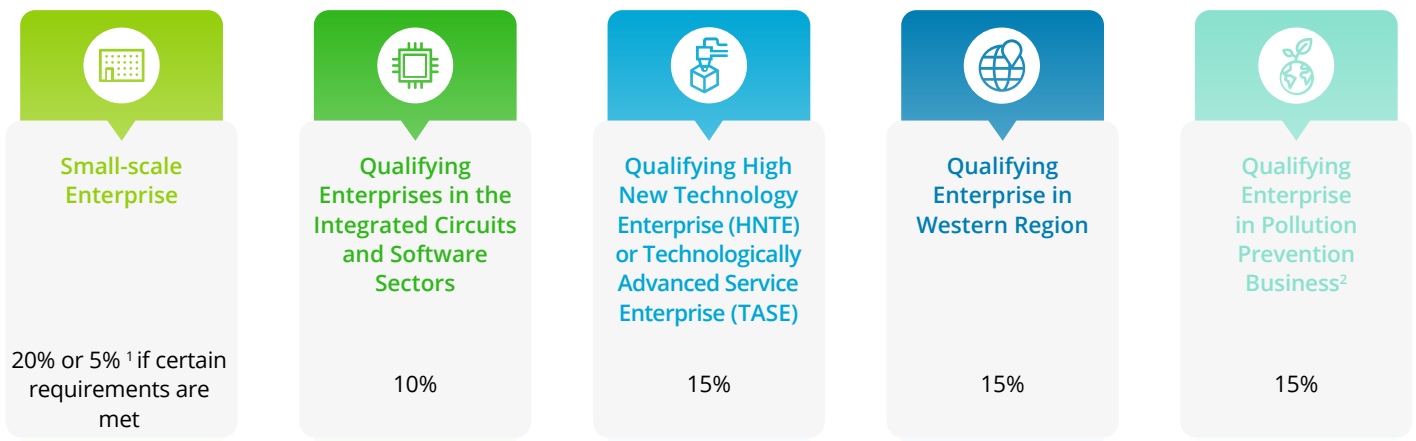 Small-scale
Enterprise
20% or 5% ¹ if certain
requirements are
met
Qualifying
Enterprises in the
Integrated Circuits
and Software
Sectors
10%
Qualifying High
New Technology
Enterprise (HNTE)
or Technologically
Advanced Service
Enterprise (TASE)
15%
Qualifying
Enterprise in
Western Region
15%
Qualifying
Enterprise
in Pollution
Prevention
Business²
15%